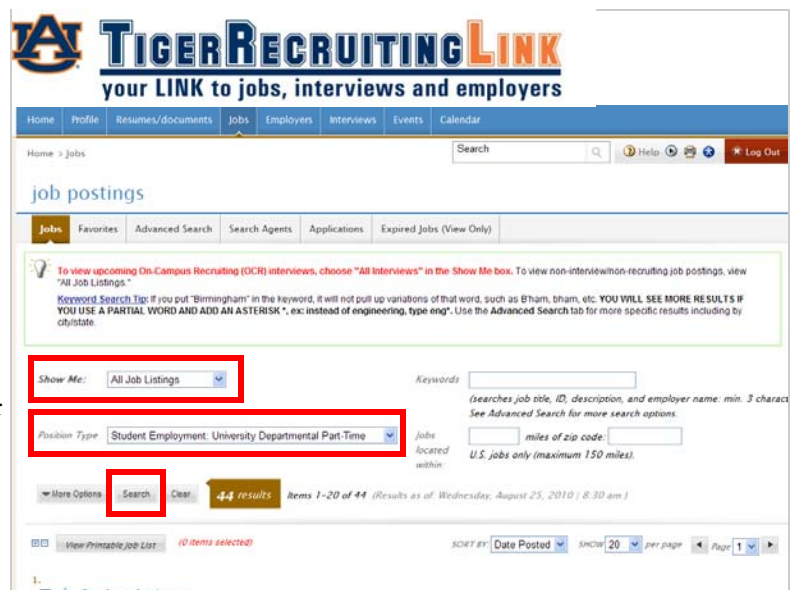 AU TIGERRECRUITINGLINK
your LINK to jobs, interviews and employers
Home Profile Resumes/documents Jobs Employers Interviews Events Calendar
Home > Jobs Search Help Log Out
job postings
Jobs Favorites Advanced Search Search Agents Applications Expired Jobs (View Only)
To view upcoming On-Campus Recruiting (OCR) interviews, choose "All Interviews" in the Show Me box. To view non-interview/non-recruiting job postings, view
"All Job Listings."
Keyword Search Tip: If you put "Birmingham" in the keyword, it will not pull up variations of that word, such as B'ham, bham, etc. YOU WILL SEE MORE RESULTS IF
YOU USE A PARTIAL WORD AND ADD AN ASTERISK *, ex: instead of engineering, type eng*. Use the Advanced Search tab for more specific results including by
city/state.
Show Me: All Job Listings Keywords
(searches job title, ID, description, and employer name: min. 3 charact
See Advanced Search for more search options.
Position Type Student Employment: University Departmental Part-Time Jobs located within: miles of zip code:
U.S. jobs only (maximum 150 miles).
More Options Search Clear 44 results Items 1-20 of 44 (Results as of: Wednesday, August 25, 2010 | 8:30 am )
View Printable Job List (0 items selected) SORT BY: Date Posted SHOW 20 per page Page 1
1.